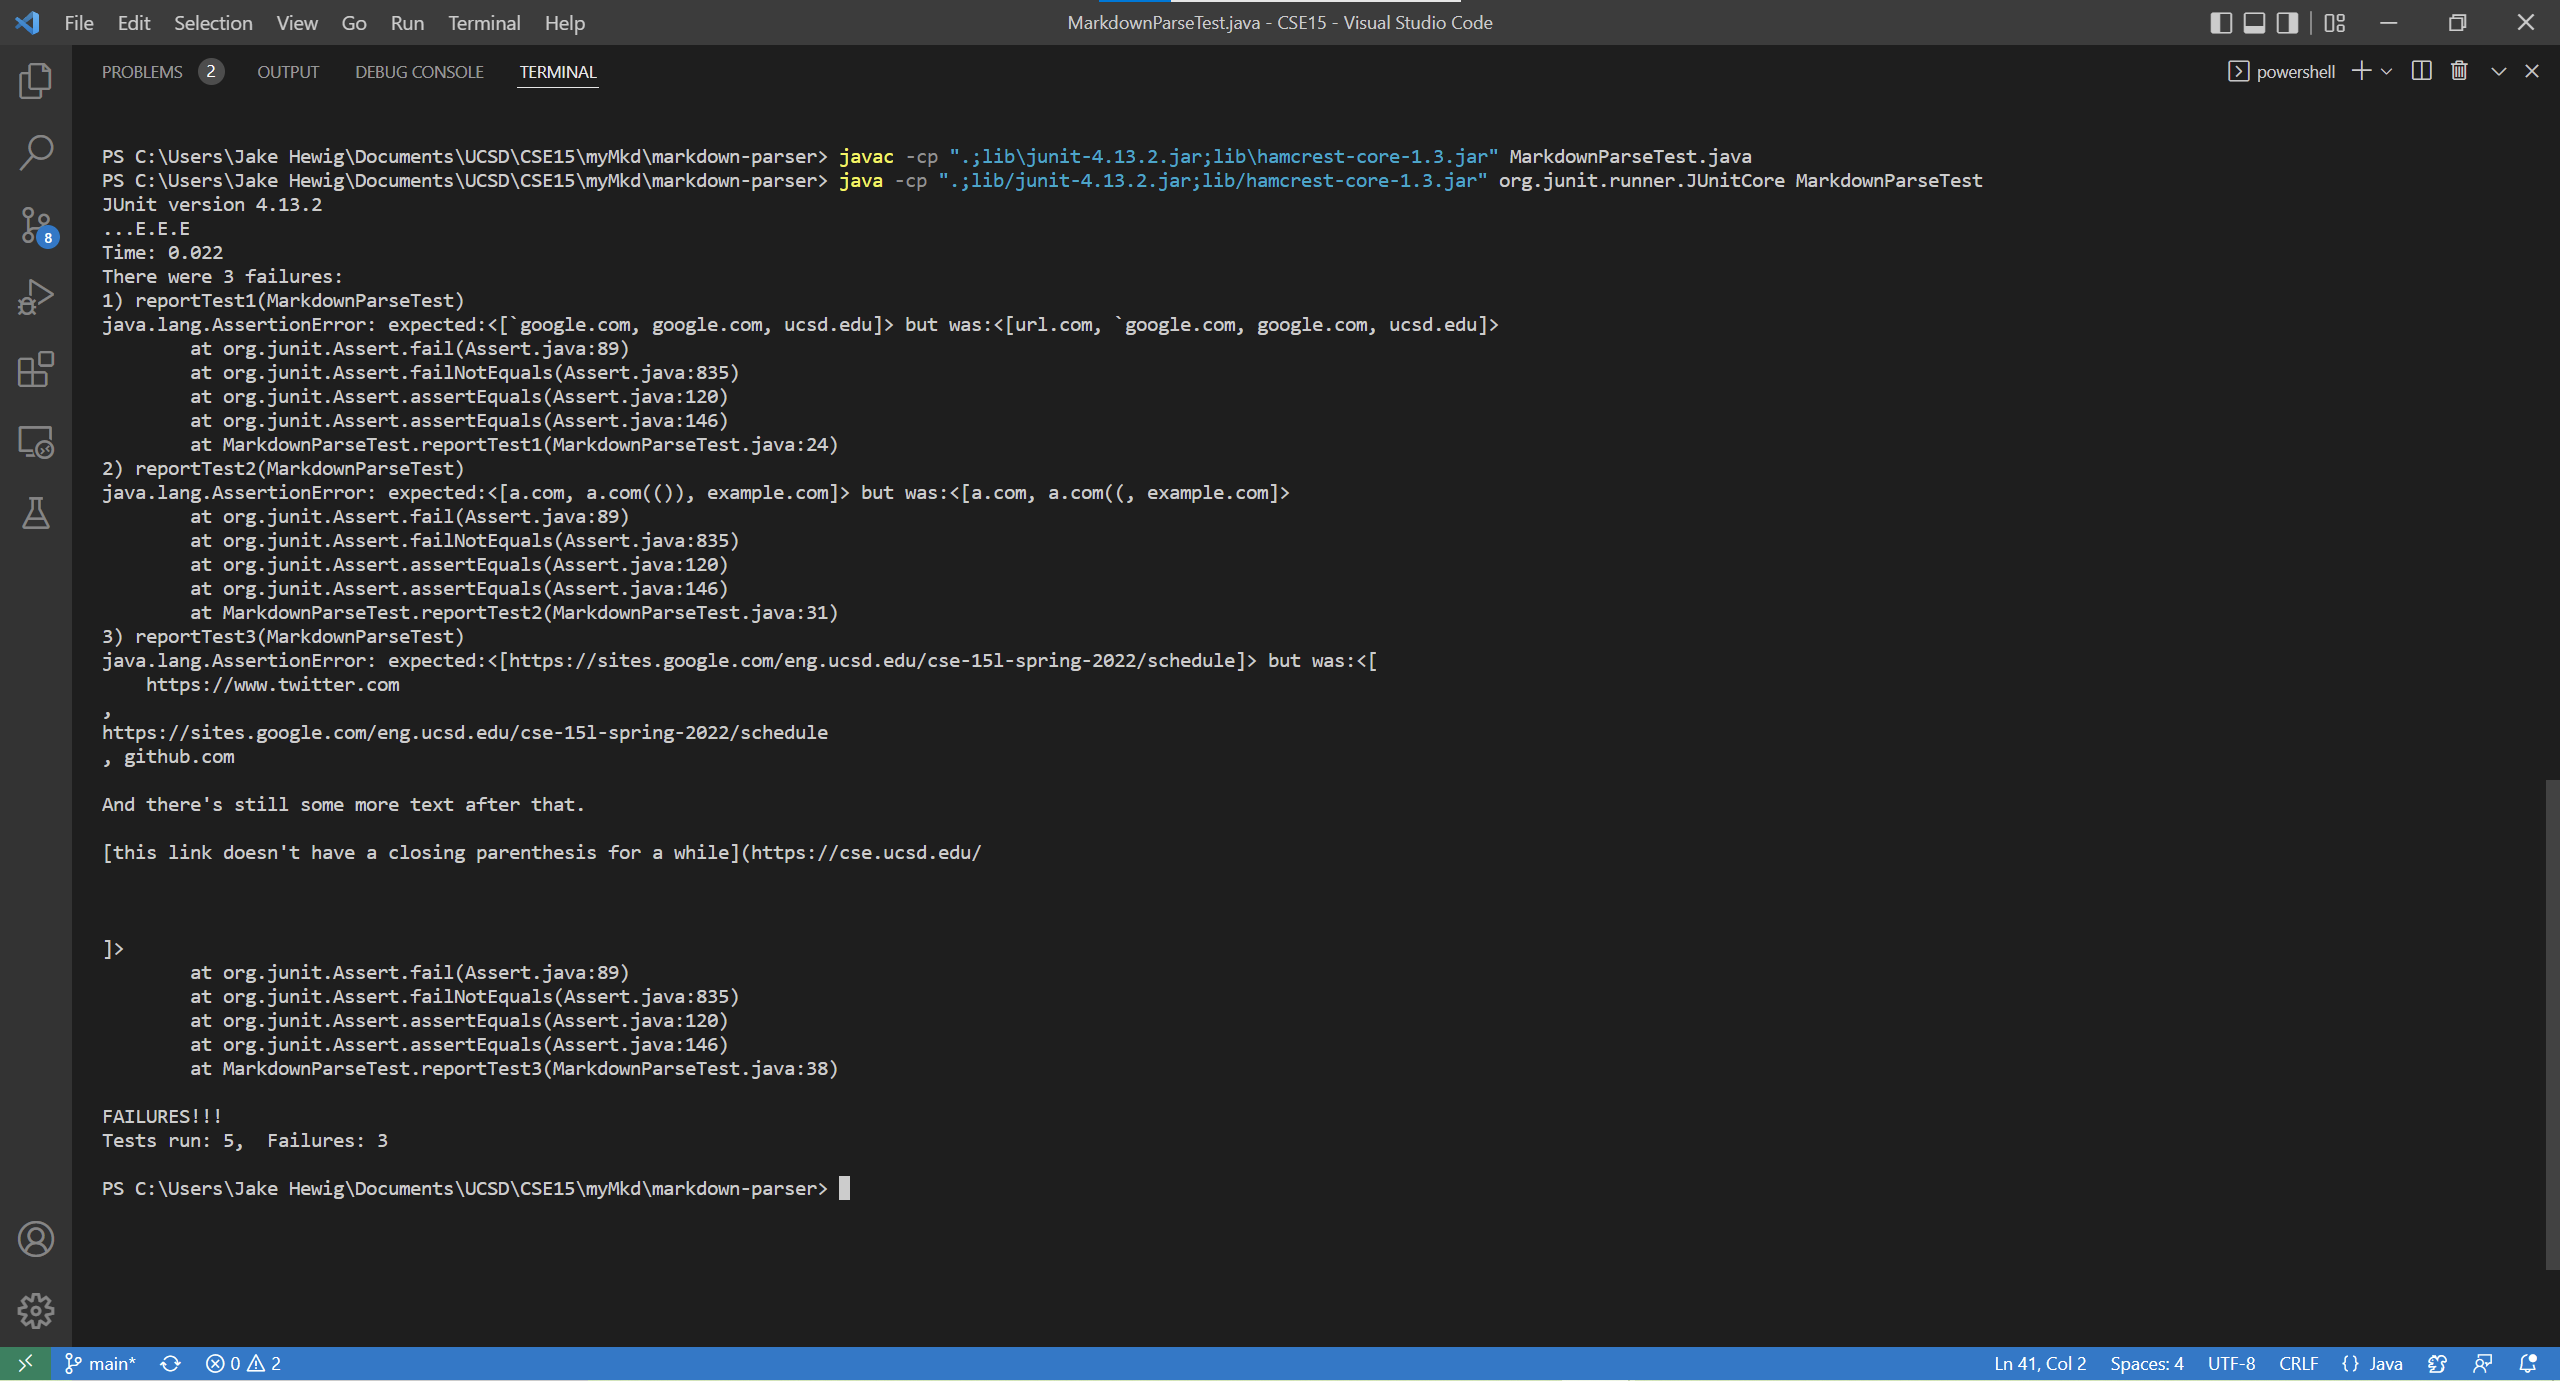 File Edit Selection View Go Run Terminal Help
MarkdownParseTest.java - CSE15 - Visual Studio Code
PROBLEMS 2 OUTPUT DEBUG CONSOLE TERMINAL
powershell
PS C:\Users\Jake Hewig\Documents\UCSD\CSE15\myMkd\markdown-parser> javac -cp ".;lib\junit-4.13.2.jar;lib\hamcrest-core-1.3.jar" MarkdownParseTest.java
PS C:\Users\Jake Hewig\Documents\UCSD\CSE15\myMkd\markdown-parser> java -cp ".;lib/junit-4.13.2.jar;lib/hamcrest-core-1.3.jar" org.junit.runner.JUnitCore MarkdownParseTest
JUnit version 4.13.2
...E.E.E
Time: 0.022
There were 3 failures:
1) reportTest1(MarkdownParseTest)
java.lang.AssertionError: expected:<[`google.com, google.com, ucsd.edu]> but was:<[url.com, `google.com, google.com, ucsd.edu]>
at org.junit.Assert.fail(Assert.java:89)
at org.junit.Assert.failNotEquals(Assert.java:835)
at org.junit.Assert.assertEquals(Assert.java:120)
at org.junit.Assert.assertEquals(Assert.java:146)
at MarkdownParseTest.reportTest1(MarkdownParseTest.java:24)
2) reportTest2(MarkdownParseTest)
java.lang.AssertionError: expected:<[a.com, a.com(()), example.com]> but was:<[a.com, a.com((, example.com]>
at org.junit.Assert.fail(Assert.java:89)
at org.junit.Assert.failNotEquals(Assert.java:835)
at org.junit.Assert.assertEquals(Assert.java:120)
at org.junit.Assert.assertEquals(Assert.java:146)
at MarkdownParseTest.reportTest2(MarkdownParseTest.java:31)
3) reportTest3(MarkdownParseTest)
java.lang.AssertionError: expected:<[https://sites.google.com/eng.ucsd.edu/cse-15l-spring-2022/schedule]> but was:<[
https://www.twitter.com
,
https://sites.google.com/eng.ucsd.edu/cse-15l-spring-2022/schedule
, github.com
And there's still some more text after that.
[this link doesn't have a closing parenthesis for a while](https://cse.ucsd.edu/
]>
at org.junit.Assert.fail(Assert.java:89)
at org.junit.Assert.failNotEquals(Assert.java:835)
at org.junit.Assert.assertEquals(Assert.java:120)
at org.junit.Assert.assertEquals(Assert.java:146)
at MarkdownParseTest.reportTest3(MarkdownParseTest.java:38)
FAILURES!!!
Tests run: 5,  Failures: 3
PS C:\Users\Jake Hewig\Documents\UCSD\CSE15\myMkd\markdown-parser>
8
main* 0 2
Ln 41, Col 2 Spaces: 4 UTF-8 CRLF {} Java